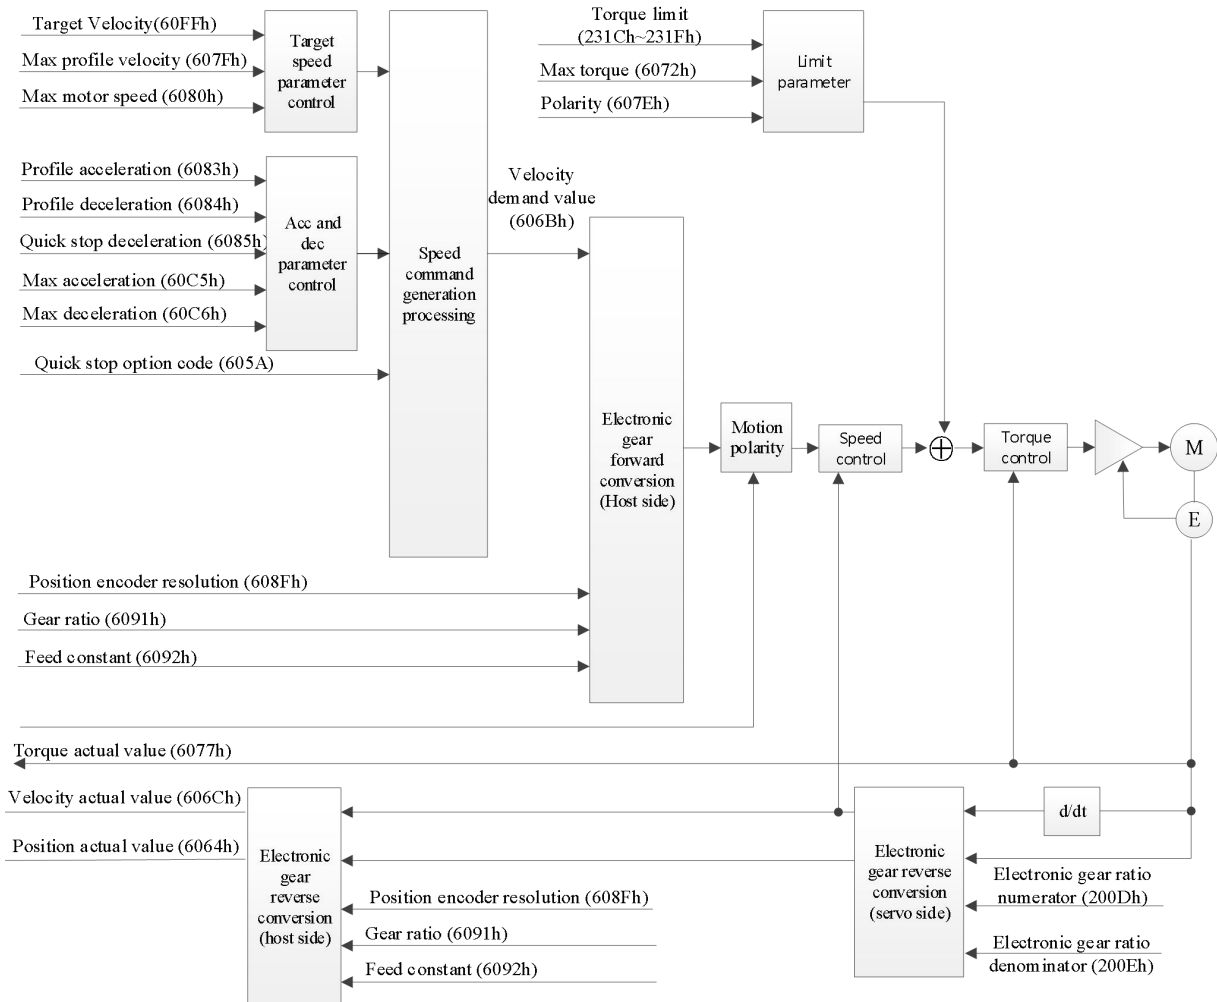 Target Velocity(60FFh)
Max profile velocity (607Fh)
Max motor speed (6080h)
Target
speed
parameter
control
Torque limit
(231Ch~231Fh)
Max torque (6072h)
Polarity (607Eh)
Limit
parameter
Profile acceleration (6083h)
Profile deceleration (6084h)
Quick stop deceleration (6085h)
Max acceleration (60C5h)
Max deceleration (60C6h)
Acc and
dec
parameter
control
Quick stop option code (605A)
Speed
command
generation
processing
Velocity
demand value
(606Bh)
Electronic
gear
forward
conversion
(Host side)
Motion
polarity
Speed
control
Torque
control
M
E
Position encoder resolution (608Fh)
Gear ratio (6091h)
Feed constant (6092h)
Torque actual value (6077h)
Velocity actual value (606Ch)
Position actual value (6064h)
Electronic
gear
reverse
conversion
(host side)
Position encoder resolution (608Fh)
Gear ratio (6091h)
Feed constant (6092h)
Electronic
gear reverse
conversion
(servo side)
d/dt
Electronic gear ratio
numerator (200Dh)
Electronic gear ratio
denominator (200Eh)